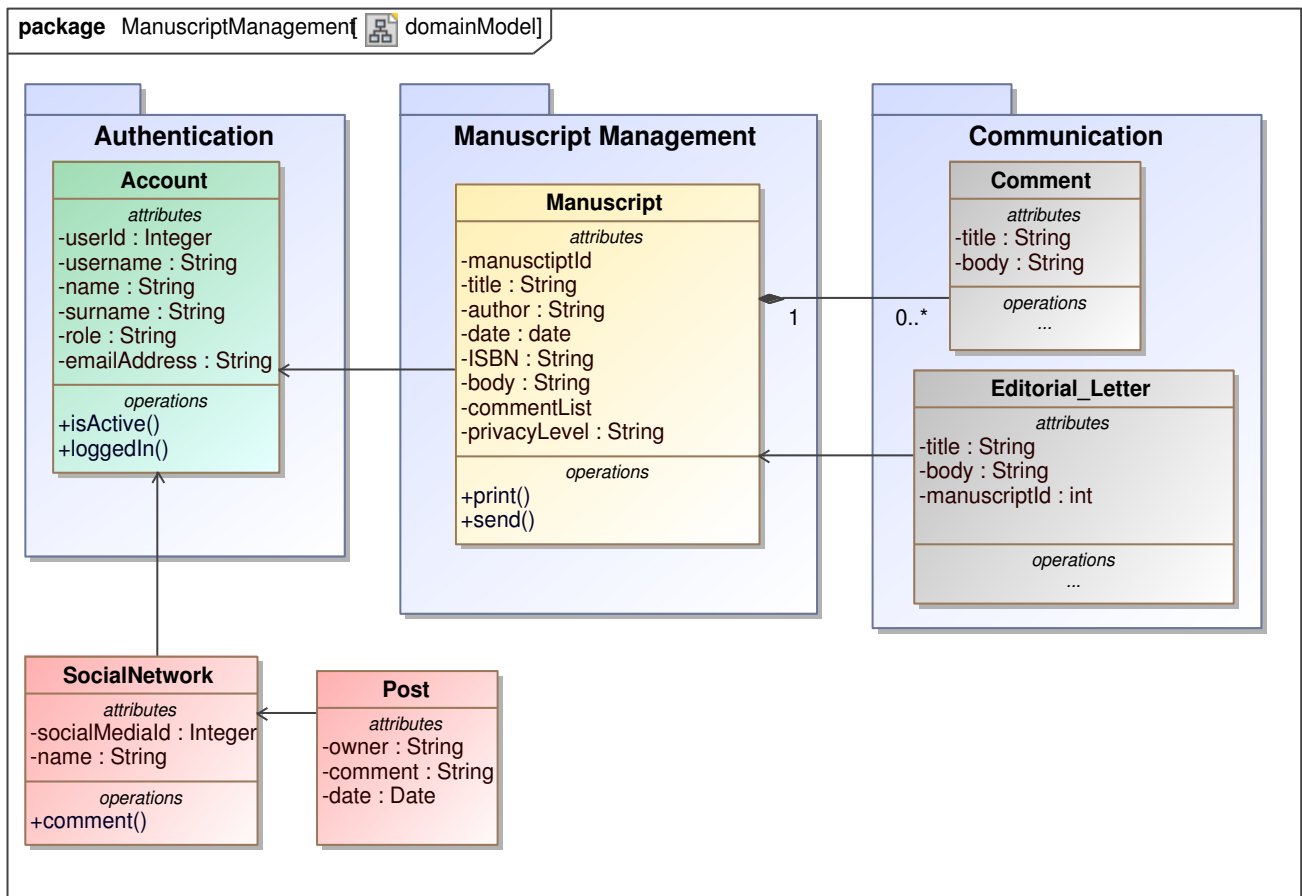 package ManuscriptManagement[ domainModel]
Authentication
Account
attributes
-userId : Integer
-username : String
-name : String
-surname : String
-role : String
-emailAddress : String
operations
+isActive()
+loggedIn()
Manuscript Management
Manuscript
attributes
-manusctiptId
-title : String
-author : String
-date : date
-ISBN : String
-body : String
-commentList
-privacyLevel : String
operations
+print()
+send()
1
0..*
Communication
Comment
attributes
-title : String
-body : String
operations
...
Editorial_Letter
attributes
-title : String
-body : String
-manuscriptId : int
operations
...
SocialNetwork
attributes
-socialMediaId : Integer
-name : String
operations
+comment()
Post
attributes
-owner : String
-comment : String
-date : Date